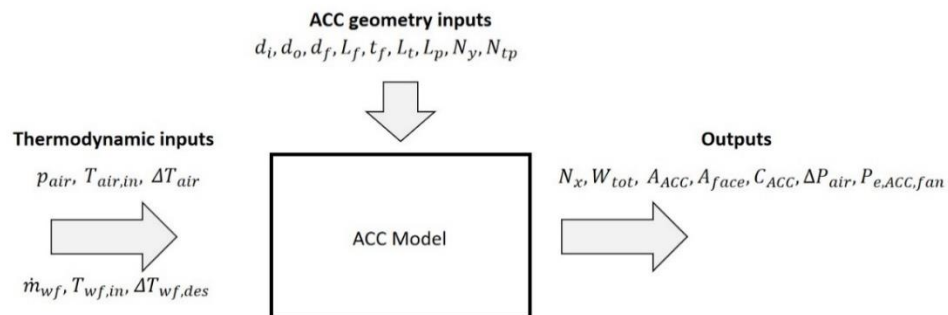 ACC geometry inputs
d_i, d_o, d_f, L_f, t_f, L_t, L_p, N_y, N_tp
Thermodynamic inputs
p_air, T_air,in, ΔT_air
ṁ_wf, T_wf,in, ΔT_wf,des
ACC Model
Outputs
N_x, W_tot, A_ACC, A_face, C_ACC, ΔP_air, P_e,ACC,fan